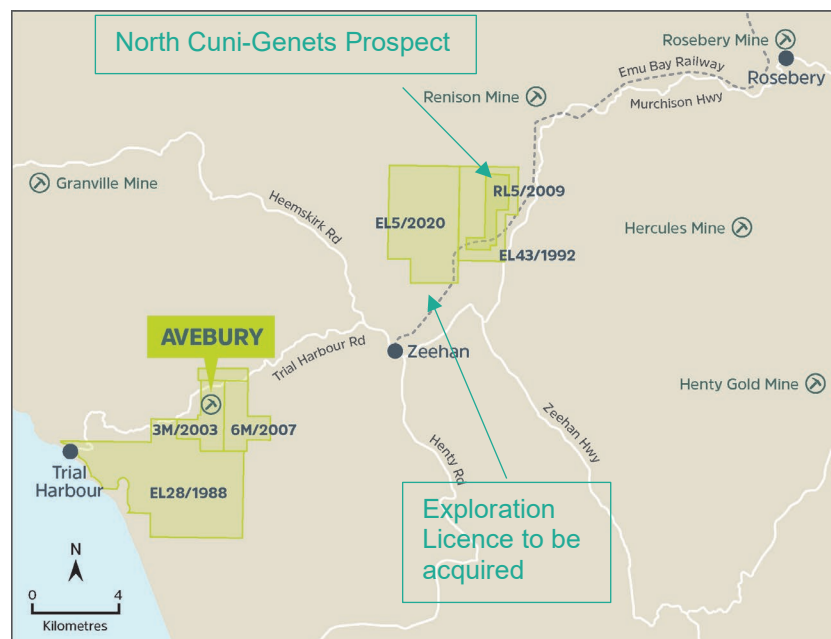 North Cuni-Genets Prospect
Rosebery Mine
Emu Bay Railway
Rosebery
Renison Mine
Murchison Hwy
Granville Mine
RL5/2009
Heemskirk Rd
EL5/2020
Hercules Mine
EL43/1992
AVEBURY
Trial Harbour Rd
Zeehan
Henty Gold Mine
3M/2003
6M/2007
Zeehan Hwy
Henty Rd
Trial
Harbour
EL28/1988
Exploration
Licence to be
acquired
N
0
4
Kilometres